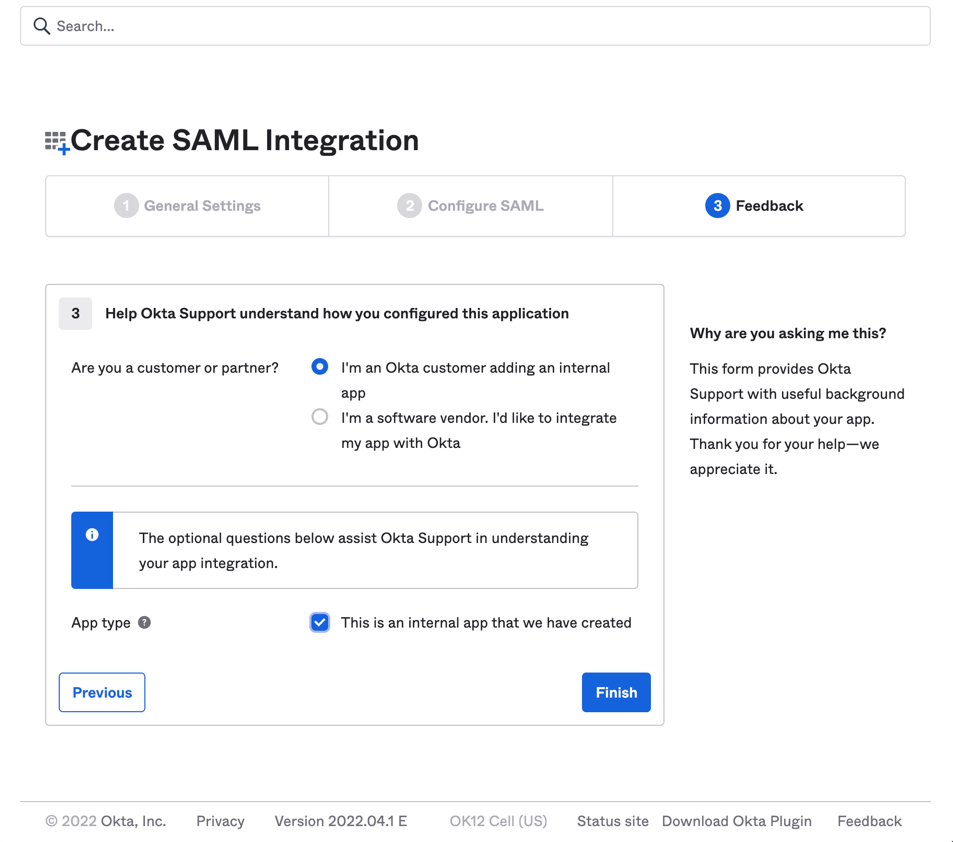 Search...
Create SAML Integration
1 General Settings
2 Configure SAML
3 Feedback
3 Help Okta Support understand how you configured this application
Are you a customer or partner?
I'm an Okta customer adding an internal
app
I'm a software vendor. I'd like to integrate
my app with Okta
i
The optional questions below assist Okta Support in understanding
your app integration.
App type ?
This is an internal app that we have created
Previous
Finish
Why are you asking me this?
This form provides Okta
Support with useful background
information about your app.
Thank you for your help—we
appreciate it.
© 2022 Okta, Inc. Privacy Version 2022.04.1 E OK12 Cell (US) Status site Download Okta Plugin Feedback